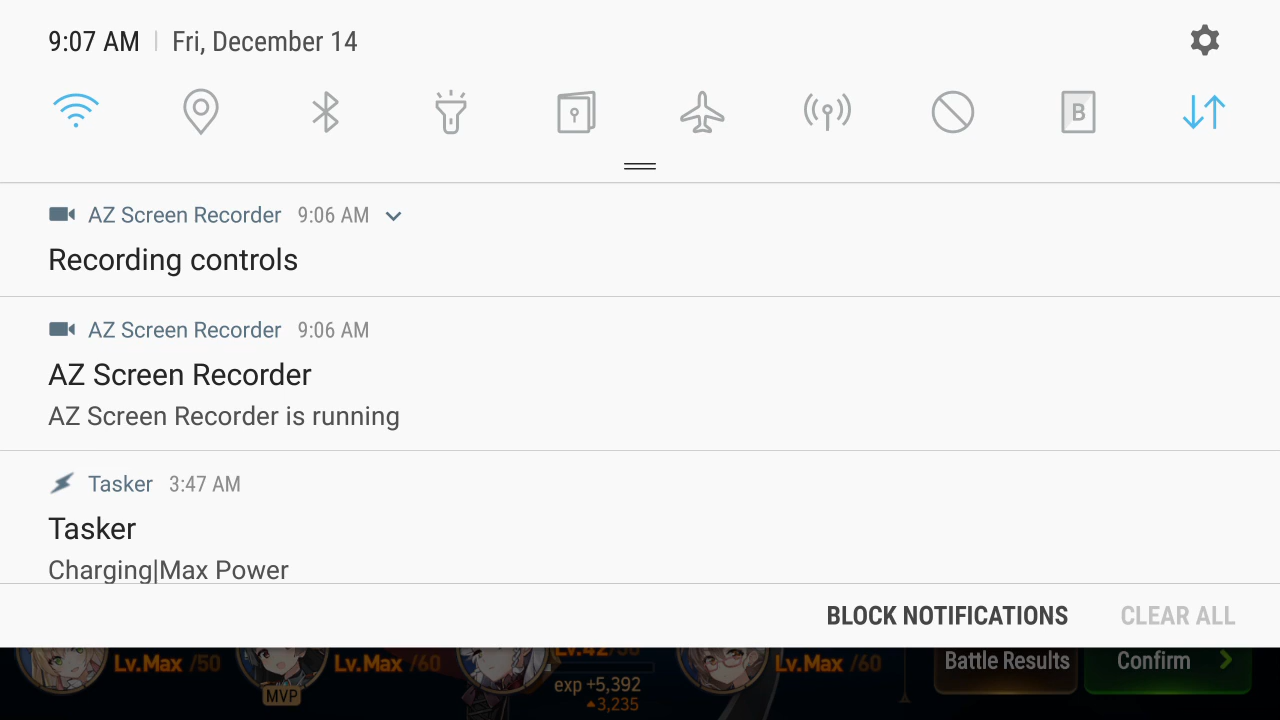 9:07 AM | Fri, December 14
B
AZ Screen Recorder 9:06 AM
Recording controls
AZ Screen Recorder 9:06 AM
AZ Screen Recorder
AZ Screen Recorder is running
Tasker 3:47 AM
Tasker
Charging|Max Power
BLOCK NOTIFICATIONS CLEAR ALL
Lv.Max /50 Lv.Max /60 Lv.42/50 Lv.Max /60 Battle Results Confirm
MVP exp +5,392
3,235